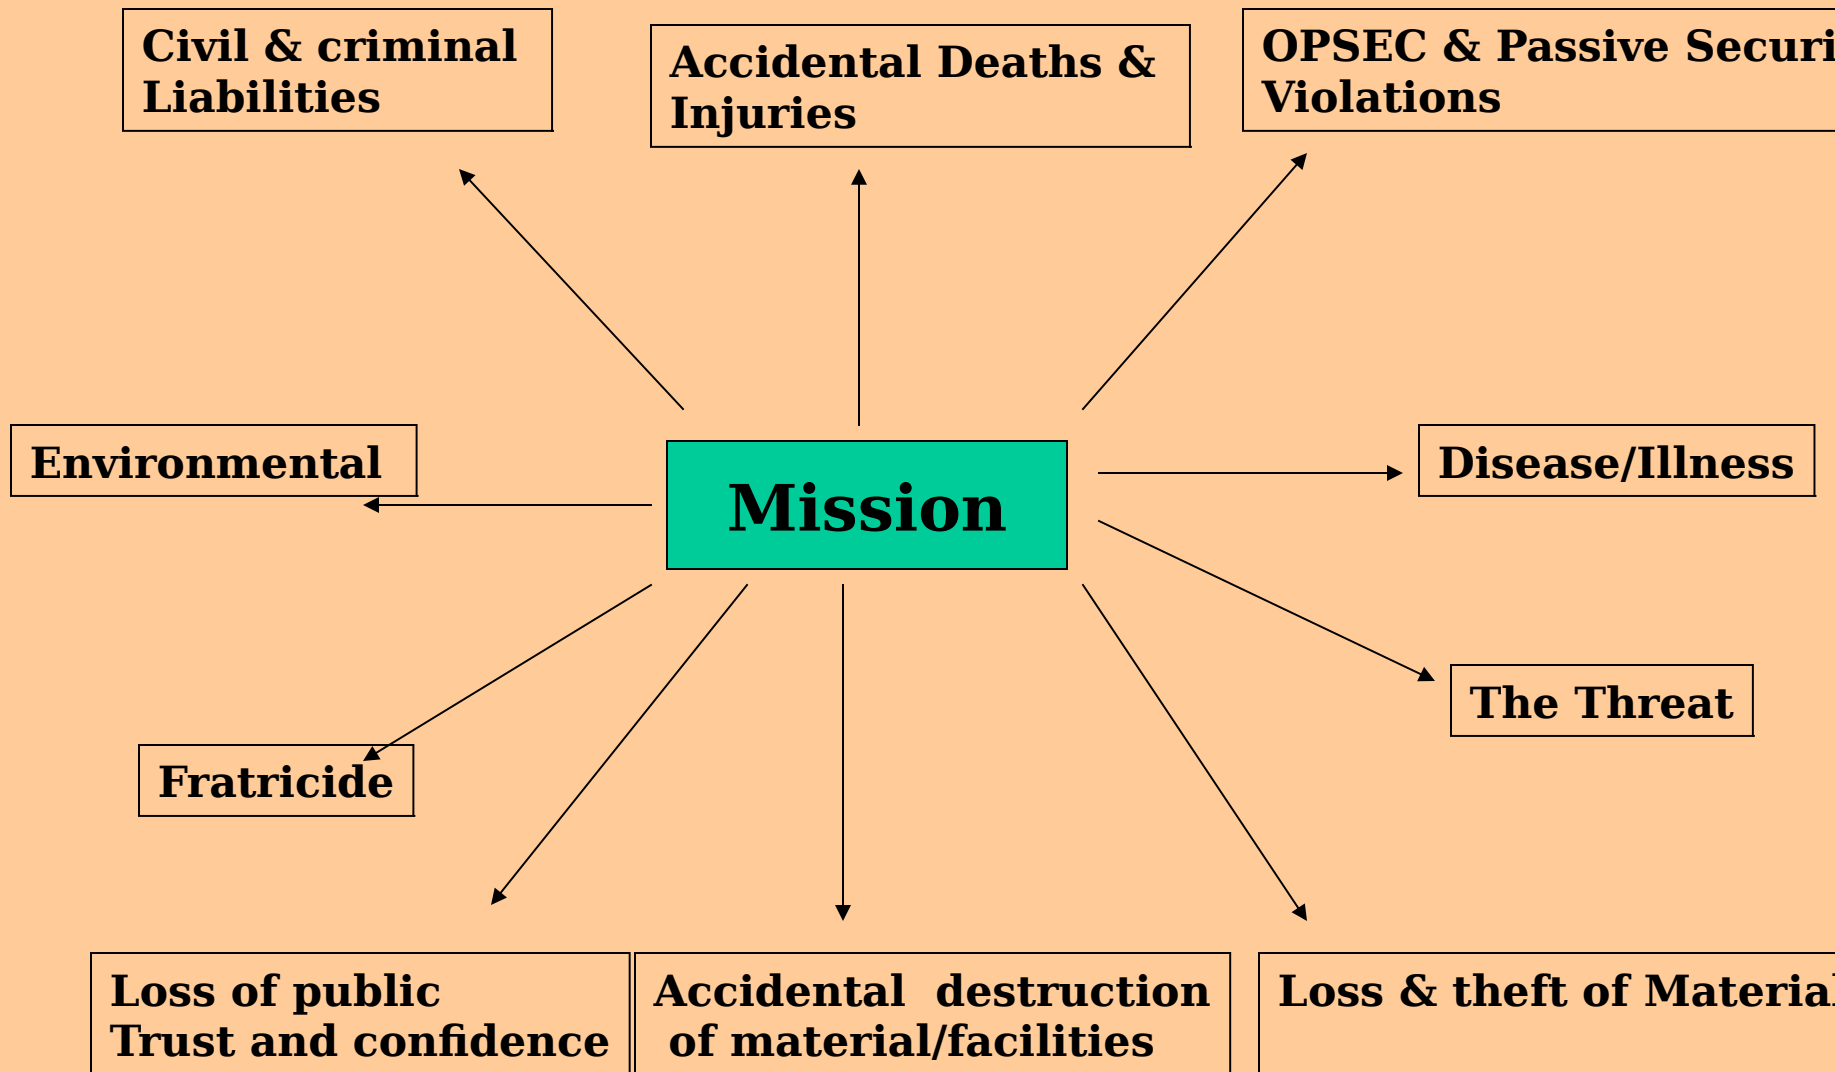 Civil & criminal
Liabilities
Accidental Deaths &
Injuries
OPSEC & Passive Securi
Violations
Environmental
Mission
Disease/Illness
The Threat
Fratricide
Loss of public
Trust and confidence
Accidental destruction
of material/facilities
Loss & theft of Material